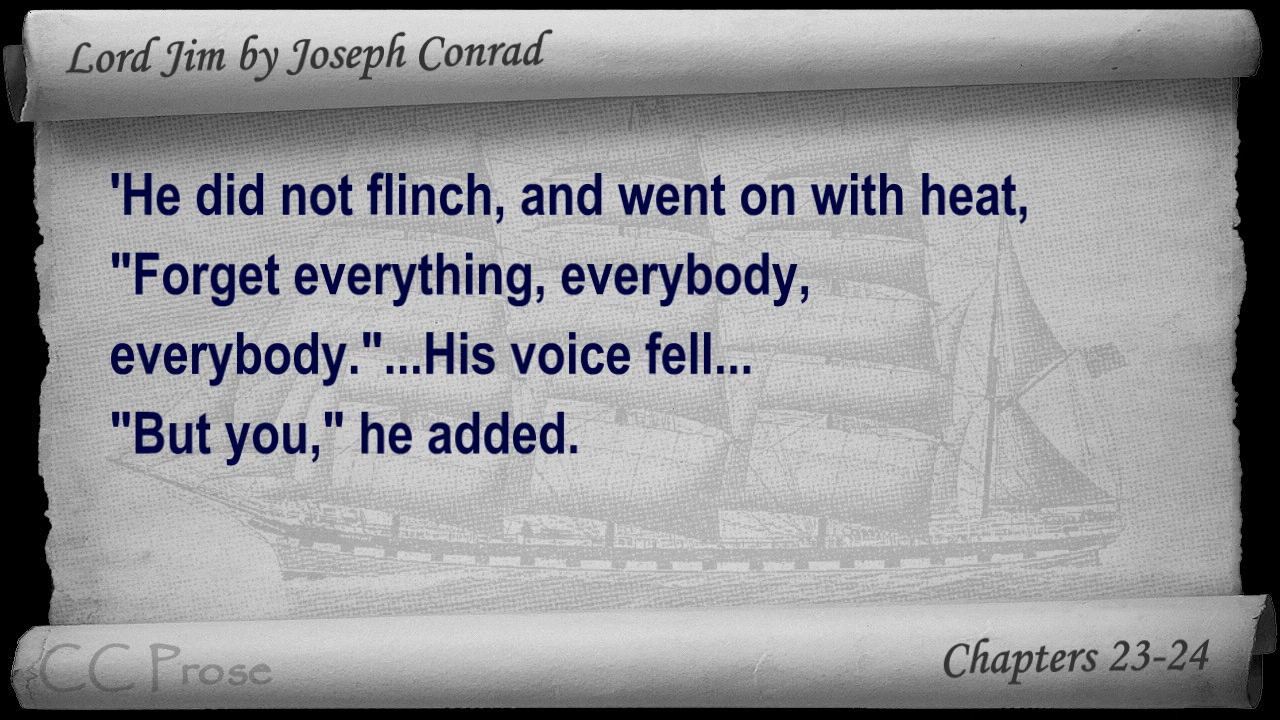 Lord Jim by Joseph Conrad
'He did not flinch, and went on with heat,
"Forget everything, everybody,
everybody."...His voice fell...
"But you," he added.
CC Prose
Chapters 23-24